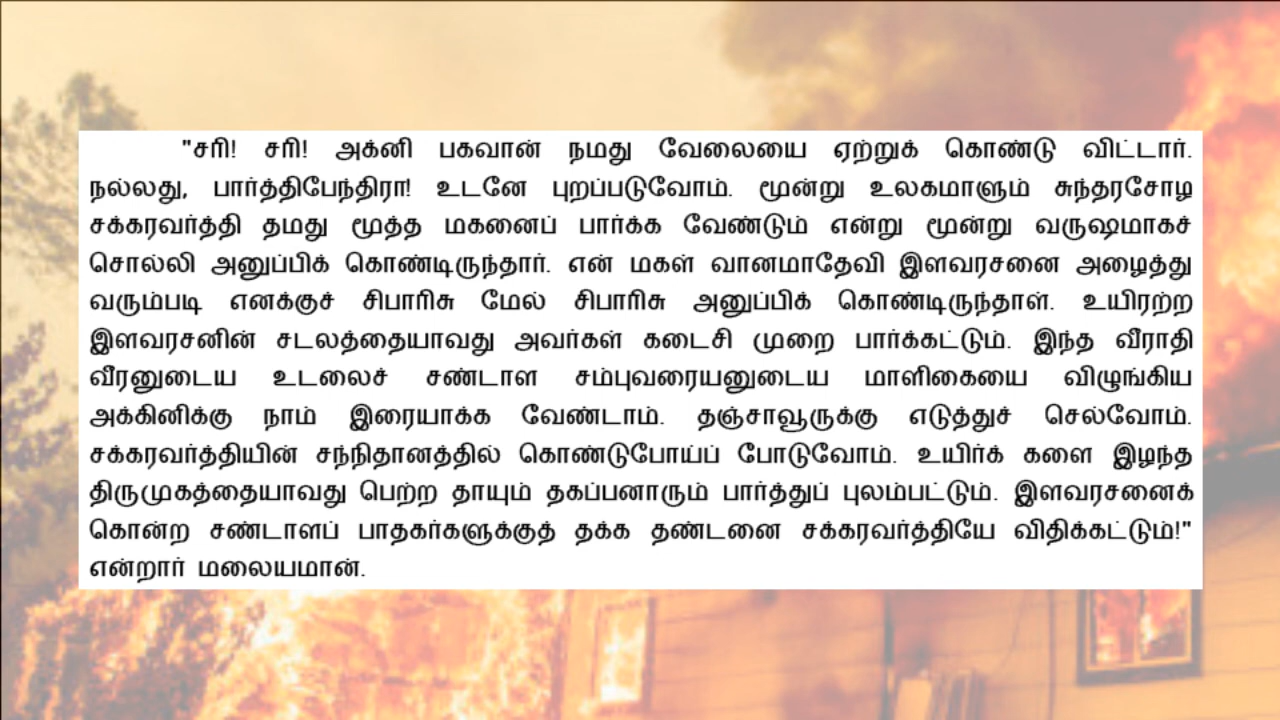 "சரி! சரி! அக்னி பகவான் நமது வேலையை ஏற்றுக் கொண்டு விட்டார்.
நல்லது, பார்த்திபேந்திரா! உடனே புறப்படுவோம். மூன்று உலகமாளும் சுந்தரசோழ
சக்கரவர்த்தி தமது மூத்த மகனைப் பார்க்க வேண்டும் என்று மூன்று வருஷமாகச்
சொல்லி அனுப்பிக் கொண்டிருந்தார். என் மகள் வானமாதேவி இளவரசனை அழைத்து
வரும்படி எனக்குச் சிபாரிசு மேல் சிபாரிசு அனுப்பிக் கொண்டிருந்தாள். உயிரற்ற
இளவரசனின் சடலத்தையாவது அவர்கள் கடைசி முறை பார்க்கட்டும். இந்த வீராதி
வீரனுடைய உடலைச் சண்டாள சம்புவரையனுடைய மாளிகையை விழுங்கிய
அக்கினிக்கு நாம் இரையாக்க வேண்டாம். தஞ்சாவூருக்கு எடுத்துச் செல்வோம்.
சக்கரவர்த்தியின் சந்நிதானத்தில் கொண்டுபோய்ப் போடுவோம். உயிர்க் களை இழந்த
திருமுகத்தையாவது பெற்ற தாயும் தகப்பனாரும் பார்த்துப் புலம்பட்டும். இளவரசனைக்
கொன்ற சண்டாளப் பாதகர்களுக்குத் தக்க தண்டனை சக்கரவர்த்தியே விதிக்கட்டும்!"
என்றார் மலையமான்.